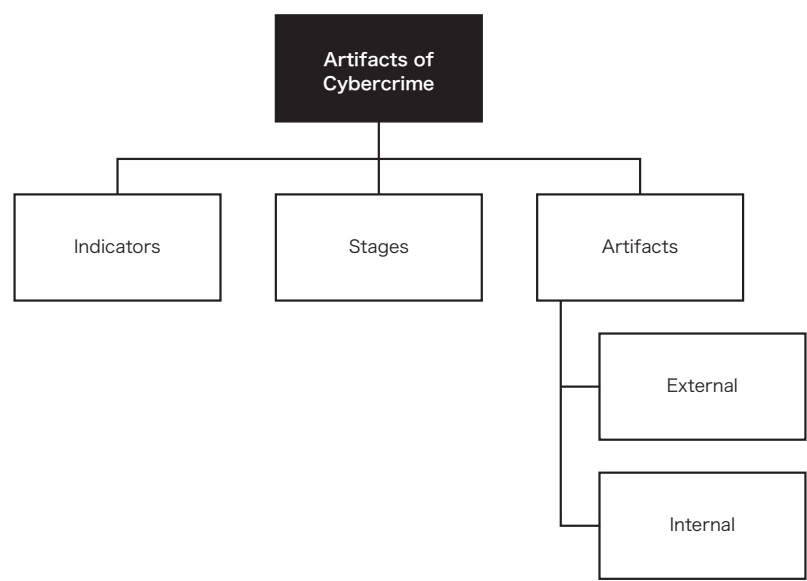 Artifacts of
Cybercrime
Indicators
Stages
Artifacts
External
Internal